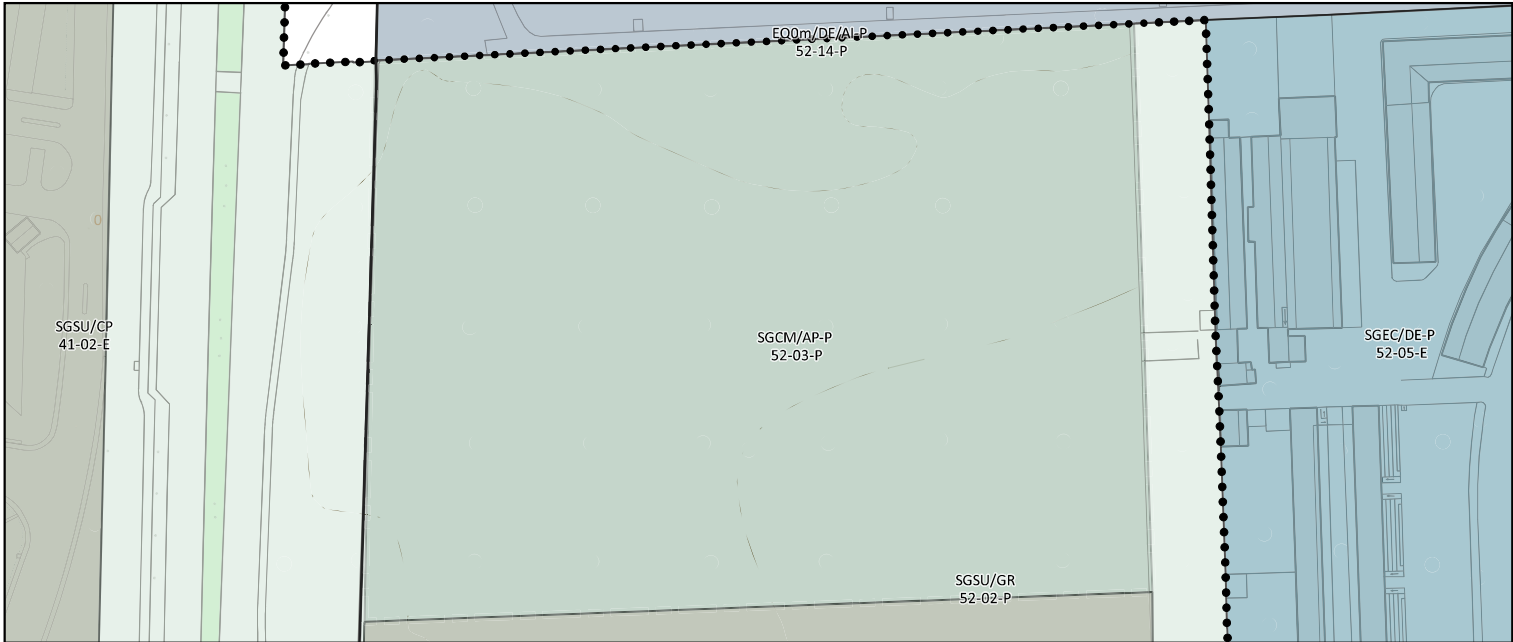 EQ0m/DE/AI-P
52-14-P
SGSU/CP
41-02-E
SGCM/AP-P
52-03-P
SGEC/DE-P
52-05-E
SGSU/GR
52-02-P